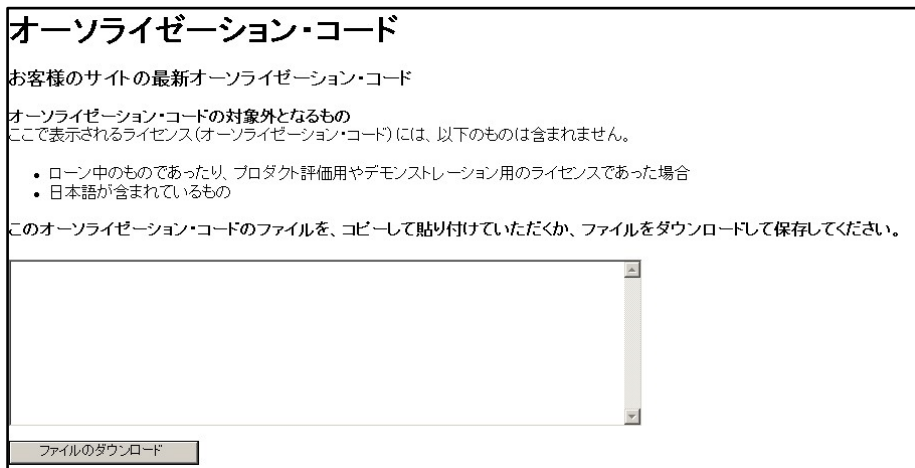 オーソライゼーション・コード
お客様のサイトの最新オーソライゼーション・コード
オーソライゼーション・コードの対象外となるもの
ここで表示されるライセンス(オーソライゼーション・コード)には、以下のものは含まれません。
• ローン中のものであったり、プロダクト評価用やデモンストレーション用のライセンスであった場合
• 日本語が含まれているもの
このオーソライゼーション・コードのファイルを、コピーして貼り付けていただくか、ファイルをダウンロードして保存してください。
ファイルのダウンロード